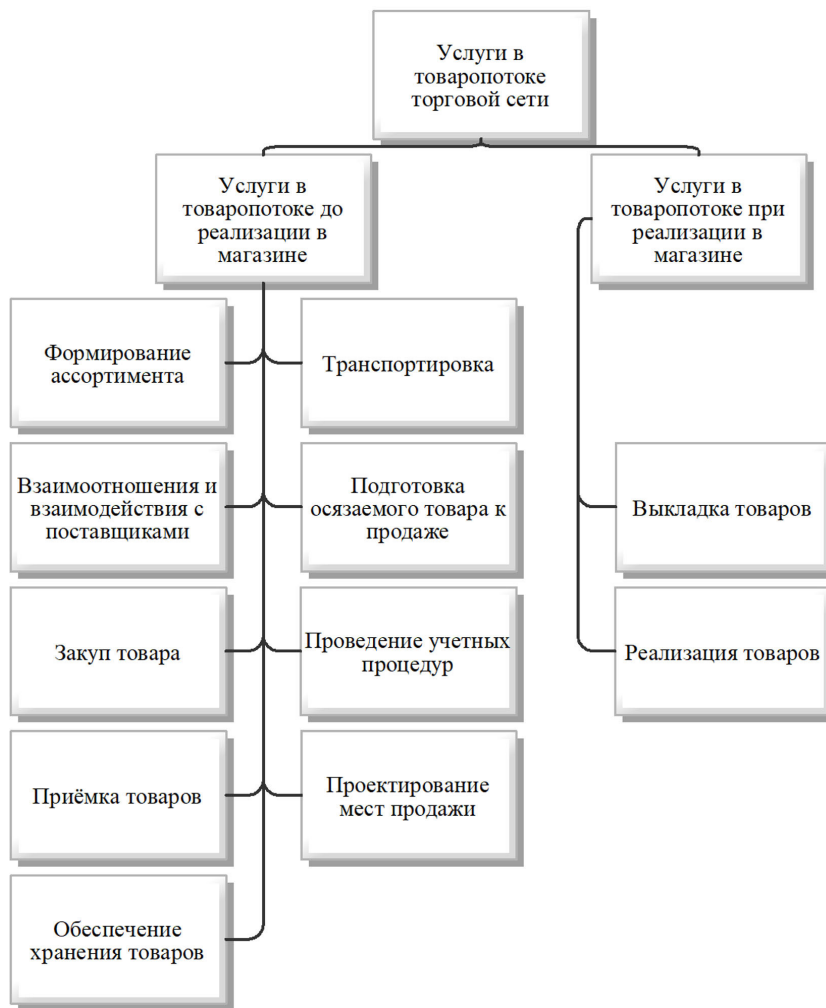 Услуги в
товаропотоке
торговой сети
Услуги в
товаропотоке до
реализации в
магазине
Услуги в
товаропотоке при
реализации в
магазине
Формирование
ассортимента
Транспортировка
Взаимоотношения и
взаимодействия с
поставщиками
Подготовка
осязаемого товара к
продаже
Выкладка товаров
Закуп товара
Проведение учетных
процедур
Реализация товаров
Приёмка товаров
Проектирование
мест продажи
Обеспечение
хранения товаров